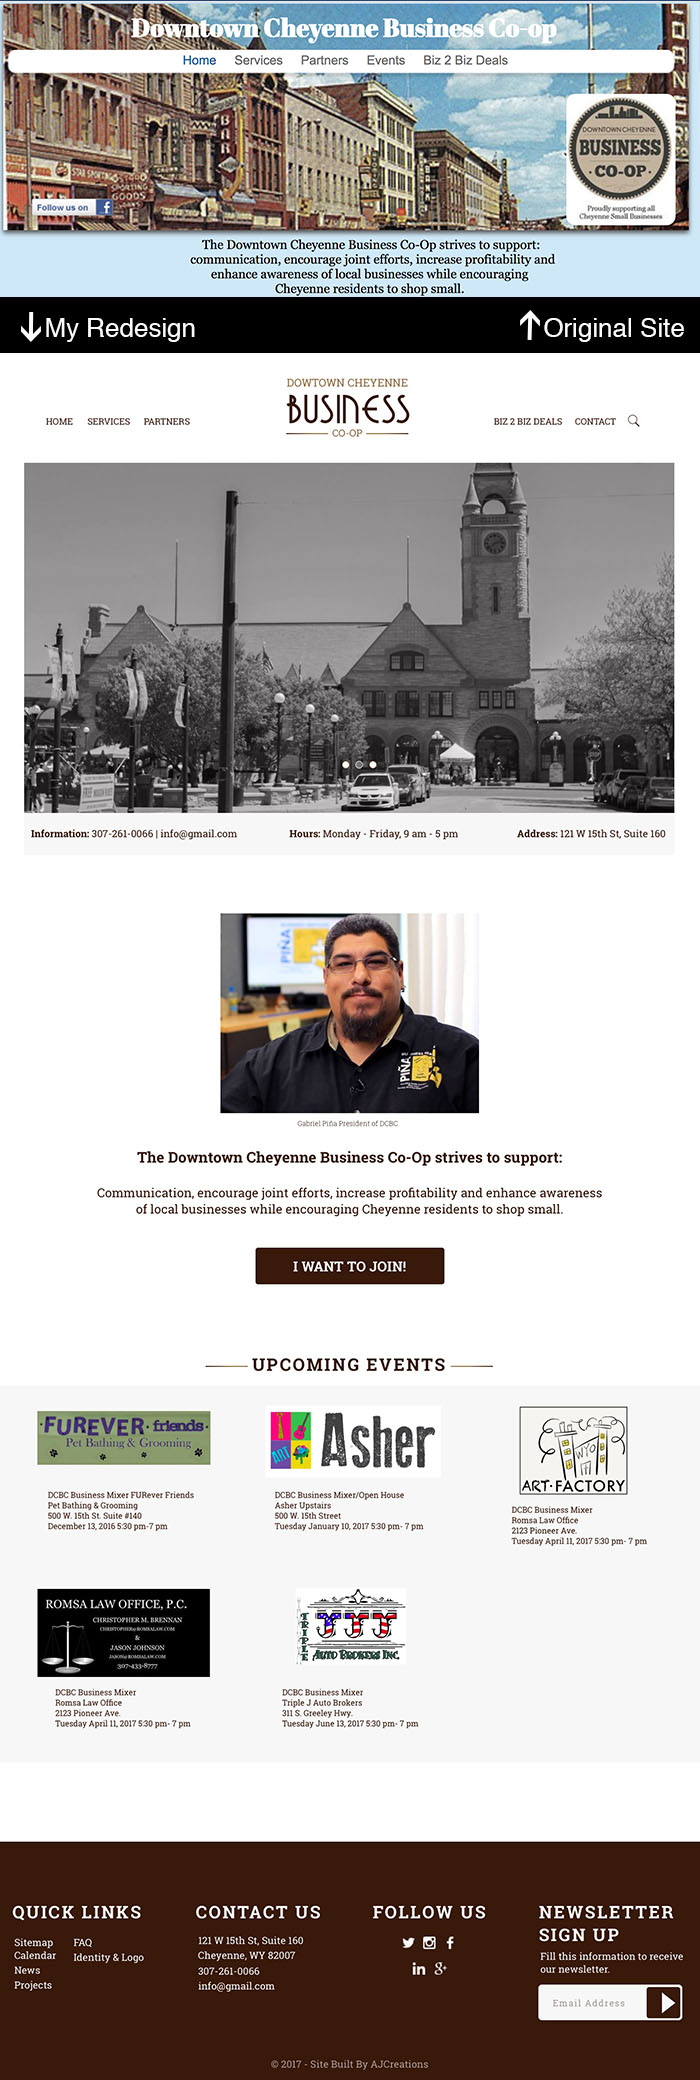 Downtown Cheyenne Business Co-op
Home Services Partners Events Biz 2 Biz Deals
BAR
STAR SPORTING
SPORTING
GOODS
DOWNTOWN CHEYENNE
BUSINESS
· CO-OP ·
Proudly supporting all
Cheyenne Small Businesses
Follow us on f
The Downtown Cheyenne Business Co-Op strives to support:
communication, encourage joint efforts, increase profitability and
enhance awareness of local businesses while encouraging
Cheyenne residents to shop small.
My Redesign
Original Site
DOWTOWN CHEYENNE
BUSINESS
CO-OP
HOME SERVICES PARTNERS
BIZ 2 BIZ DEALS CONTACT
Information: 307-261-0066 | info@gmail.com
Hours: Monday - Friday, 9 am - 5 pm
Address: 121 W 15th St, Suite 160
PIÑA
PIÑA
Gabriel Piña President of DCBC
The Downtown Cheyenne Business Co-Op strives to support:
Communication, encourage joint efforts, increase profitability and enhance awareness
of local businesses while encouraging Cheyenne residents to shop small.
I WANT TO JOIN!
UPCOMING EVENTS
·FUREVER·friends·
Pet Bathing & Grooming
DCBC Business Mixer FURever Friends
Pet Bathing & Grooming
500 W. 15th St. Suite #140
December 13, 2016 5:30 pm-7 pm
ART
Asher
DCBC Business Mixer/Open House
Asher Upstairs
500 W. 15th Street
Tuesday January 10, 2017 5:30 pm- 7 pm
WYO
ART·FACTORY
DCBC Business Mixer
Romsa Law Office
2123 Pioneer Ave.
Tuesday April 11, 2017 5:30 pm- 7 pm
ROMSA LAW OFFICE, P.C.
CHRISTOPHER M. BRENNAN
CHRISTOPHER@ROMSALAW.COM
&
JASON JOHNSON
JASON@ROMSALAW.COM
307-433-8777
DCBC Business Mixer
Romsa Law Office
2123 Pioneer Ave.
Tuesday April 11, 2017 5:30 pm- 7 pm
TRIPLE
JJJ
AUTO BROKERS INC.
DCBC Business Mixer
Triple J Auto Brokers
311 S. Greeley Hwy.
Tuesday June 13, 2017 5:30 pm- 7 pm
QUICK LINKS
Sitemap
Calendar
News
Projects
FAQ
Identity & Logo
CONTACT US
121 W 15th St, Suite 160
Cheyenne, WY 82007
307-261-0066
info@gmail.com
FOLLOW US
NEWSLETTER
SIGN UP
Fill this information to receive
our newsletter.
Email Address
© 2017 - Site Built By AJCreations